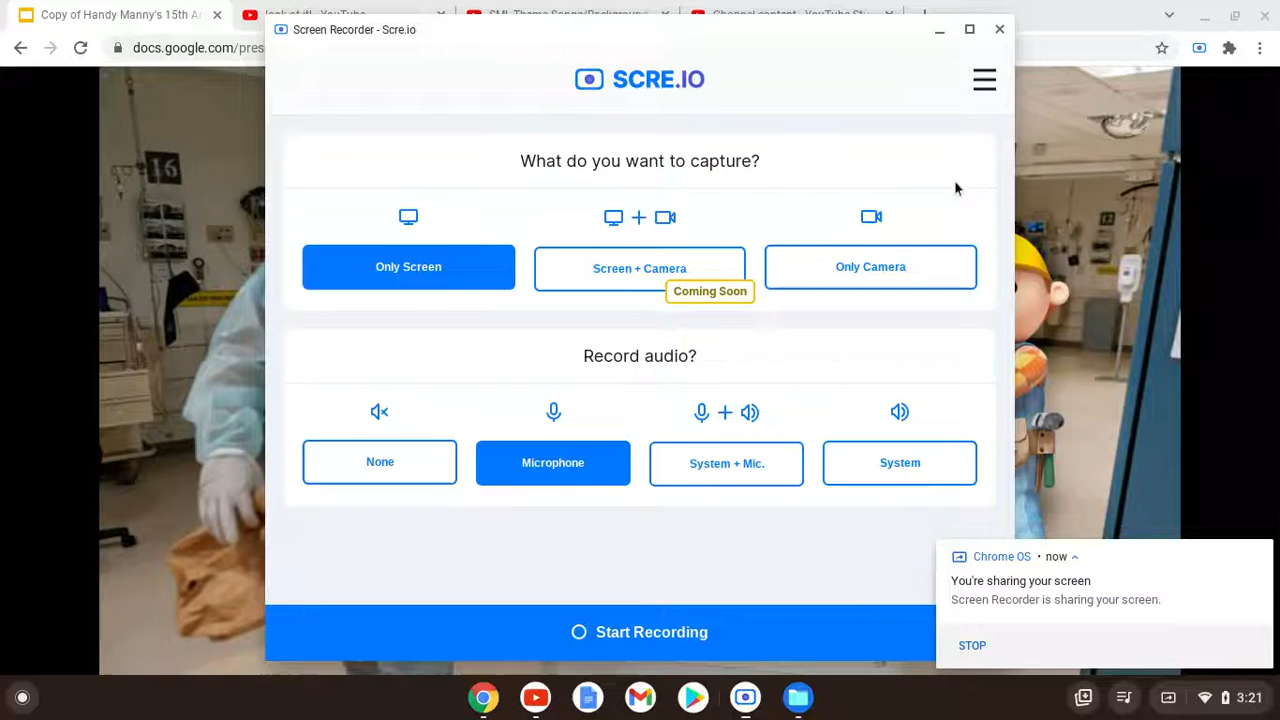 Copy of Handy Manny's 15th Ar
Screen Recorder - Scre.io
docs.google.com/pres
SCRE.IO
16
What do you want to capture?
Only Screen
Screen + Camera
Only Camera
Coming Soon
Record audio?
None
Microphone
System + Mic.
System
Chrome OS • now
You're sharing your screen
Screen Recorder is sharing your screen.
STOP
Start Recording
3:21